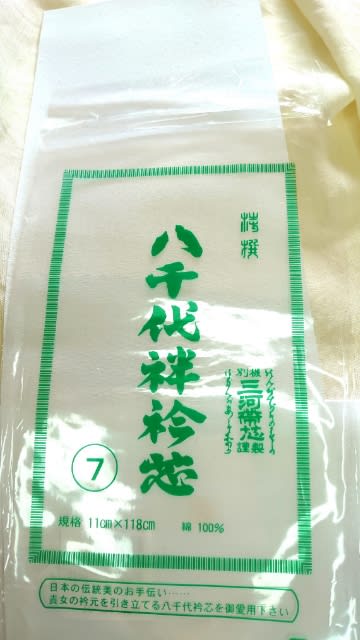 特撰
八千代袢衿芯
三河帯芯
謹製
7
規格 11cm×118cm 綿 100%
日本の伝統美のお手伝い……
貴女の衿元を引き立てる八千代衿芯を御愛用下さい